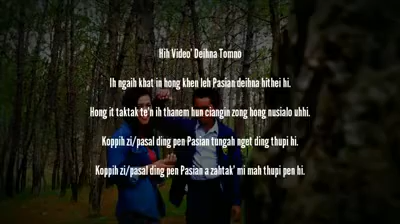 Hih Video' Deihna Tomno
Ih ngaih khat in hong khen leh Pasian deihna hithei hi.
Hong it taktak te'n ih thanem hun ciangin zong hong nusialo uhhi.
Koppih zi/pasal ding pen Pasian tungah nget ding thupi hi.
Koppih zi/pasal ding pen Pasian a zahtak' mi mah thupi pen hi.